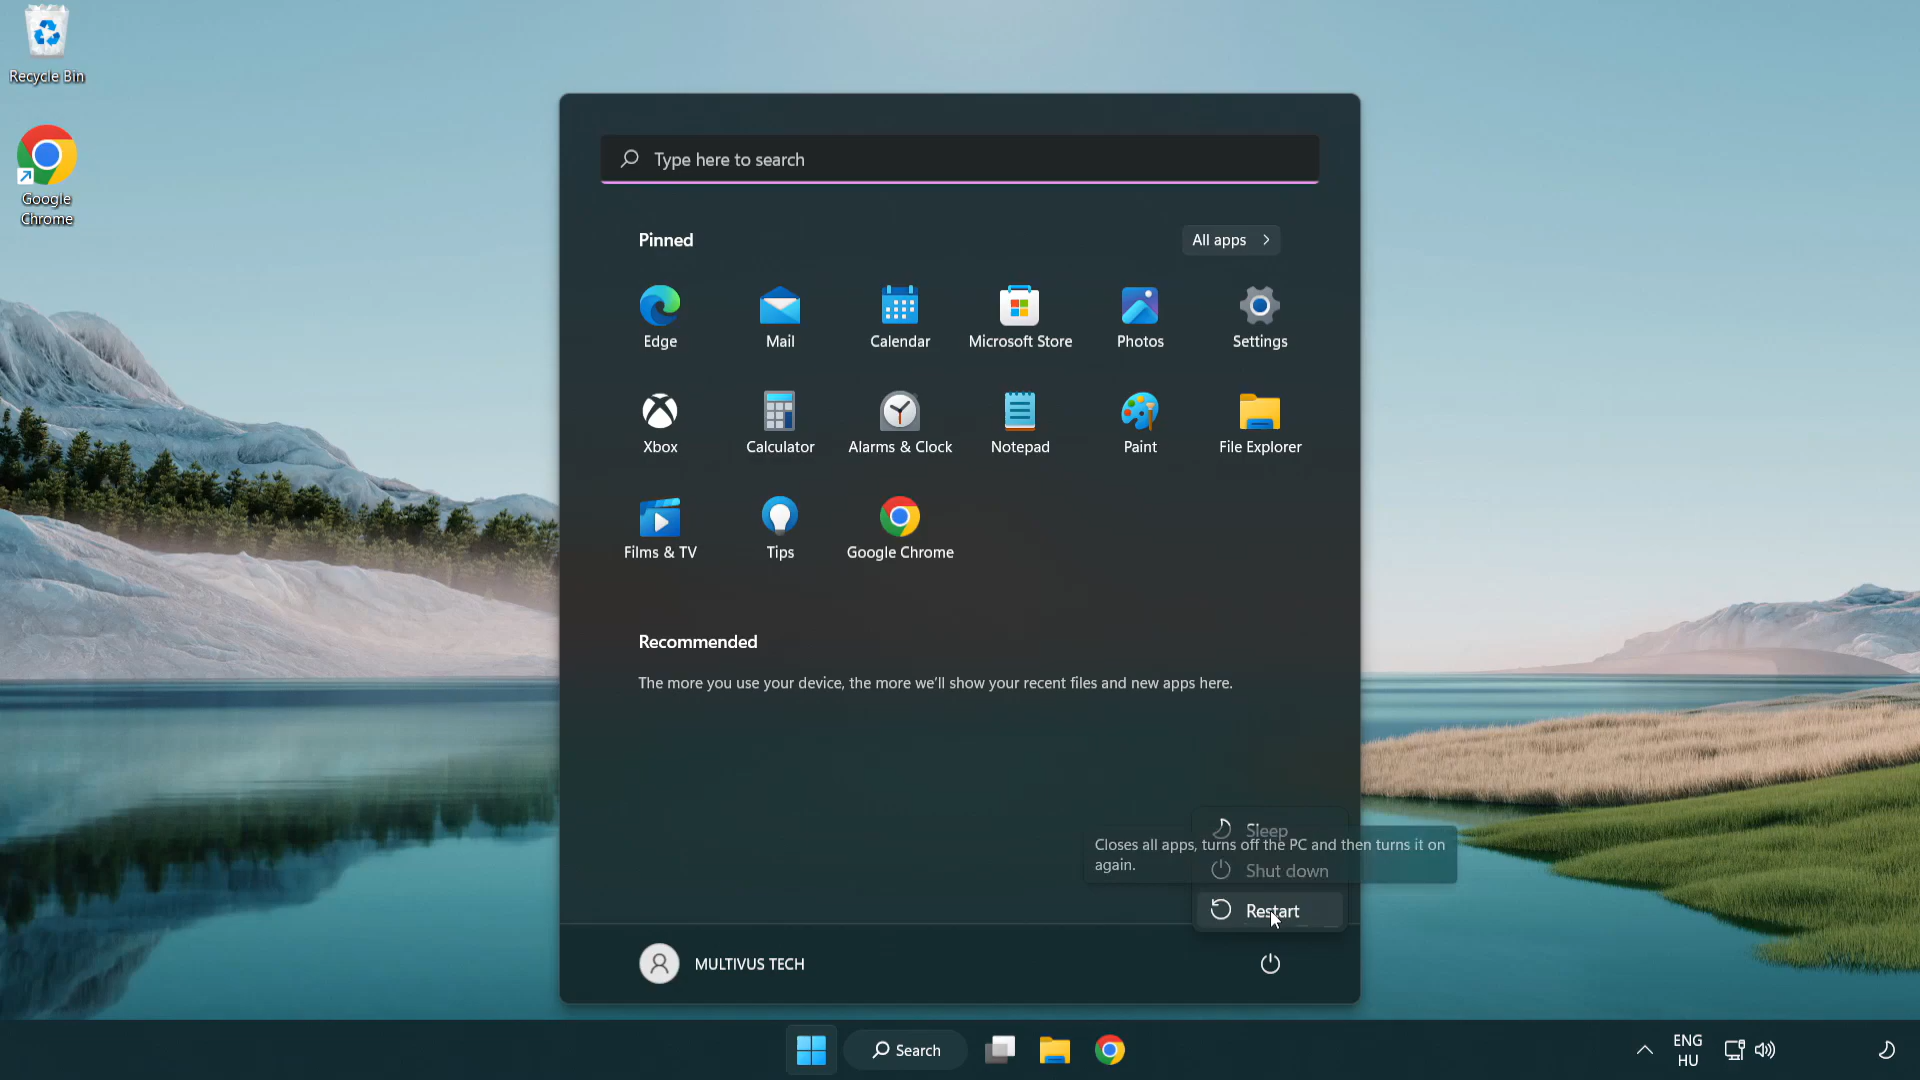 Recycle Bin
Google
Chrome
Type here to search
Pinned
All apps
Edge
Mail
Calendar
Microsoft Store
Photos
Settings
Xbox
Calculator
Alarms & Clock
Notepad
Paint
File Explorer
Films & TV
Tips
Google Chrome
Recommended
The more you use your device, the more we'll show your recent files and new apps here.
Sleep
Closes all apps, turns off the PC and then turns it on
again.
Shut down
Restart
MULTIVUS TECH
Search
ENG
HU